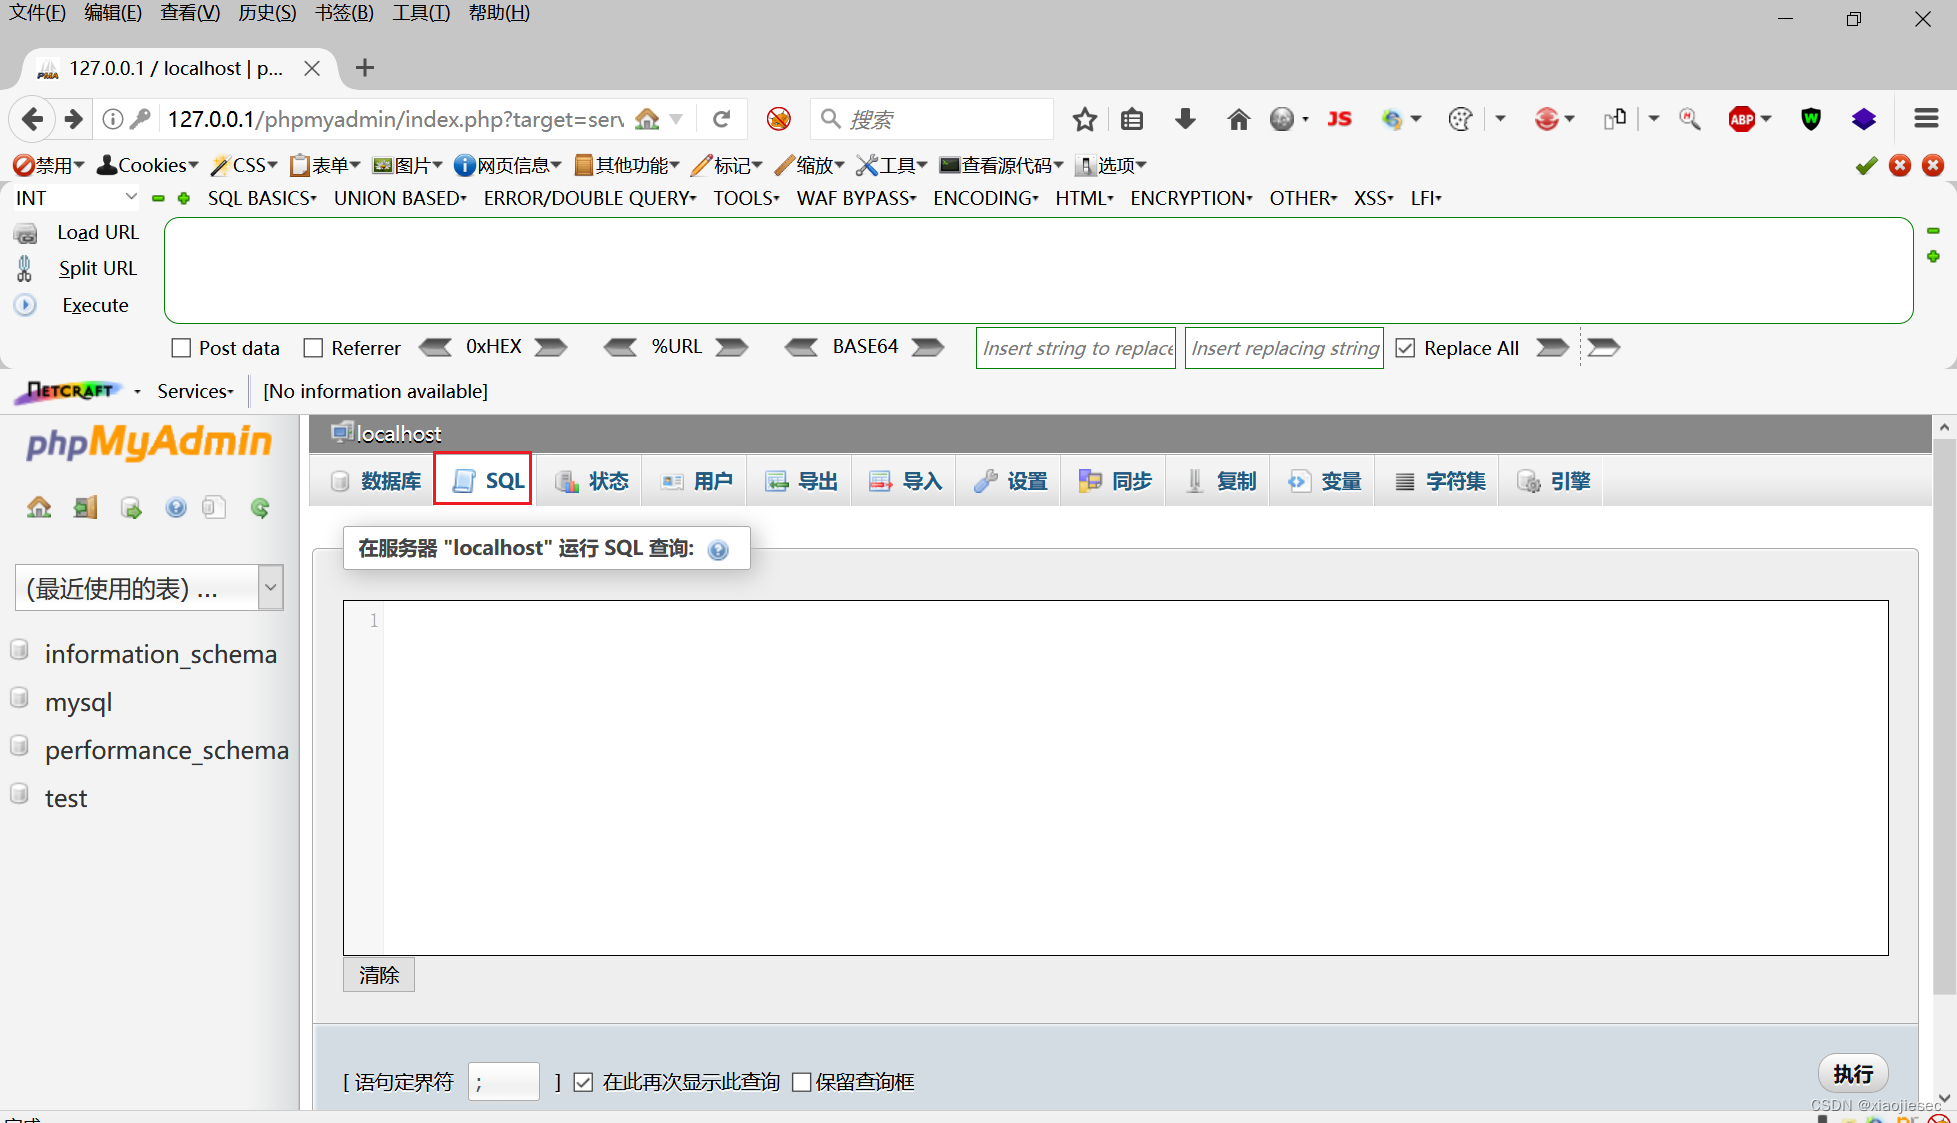 文件(F) 编辑(E) 查看(V) 历史(S) 书签(B) 工具(T) 帮助(H)
PMA 127.0.0.1 / localhost | p...
127.0.0.1/phpmyadmin/index.php?target=serv 搜索 JS ABP W
禁用 Cookies CSS 表单 图片 网页信息 其他功能 标记 缩放 工具 查看源代码 选项
INT SQL BASICS UNION BASED ERROR/DOUBLE QUERY TOOLS WAF BYPASS ENCODING HTML ENCRYPTION OTHER XSS LFI
Load URL
Split URL
Execute
Post data Referrer 0xHEX %URL BASE64 Insert string to replace Insert replacing string Replace All
NETCRAFT Services [No information available]
phpMyAdmin
localhost
数据库 SQL 状态 用户 导出 导入 设置 同步 复制 变量 字符集 引擎
在服务器 "localhost" 运行 SQL 查询:
(最近使用的表) ...
information_schema
mysql
performance_schema
test
1
清除
[ 语句定界符 ; ] 在此再次显示此查询 保留查询框
执行
CSDN @xiaojiesec